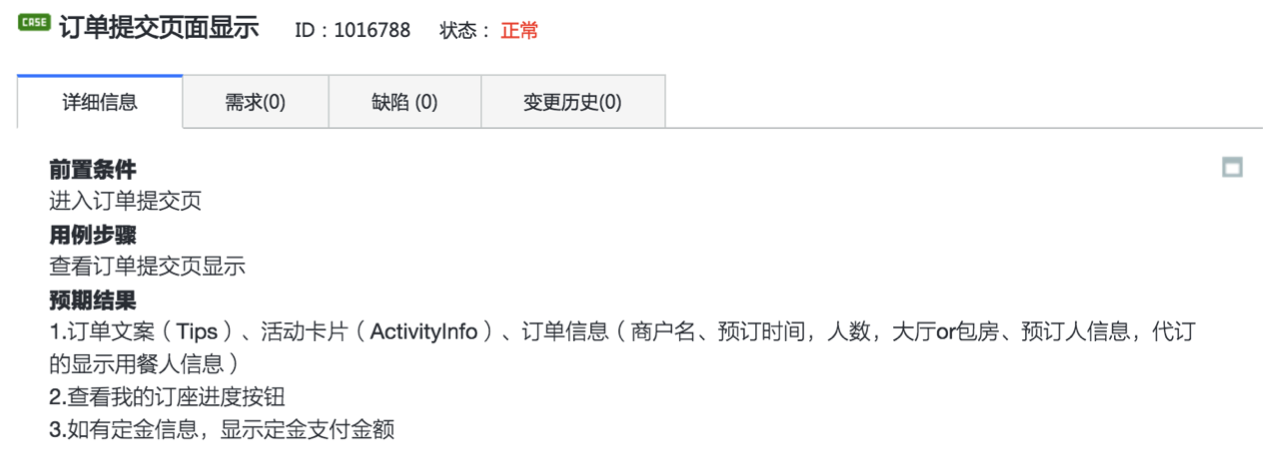 CASE 订单提交页面显示 ID：1016788 状态：正常
详细信息 需求(0) 缺陷 (0) 变更历史(0)
前置条件
进入订单提交页
用例步骤
查看订单提交页显示
预期结果
1.订单文案（Tips）、活动卡片（ActivityInfo）、订单信息（商户名、预订时间，人数，大厅or包房、预订人信息，代订
的显示用餐人信息）
2.查看我的订座进度按钮
3.如有定金信息，显示定金支付金额